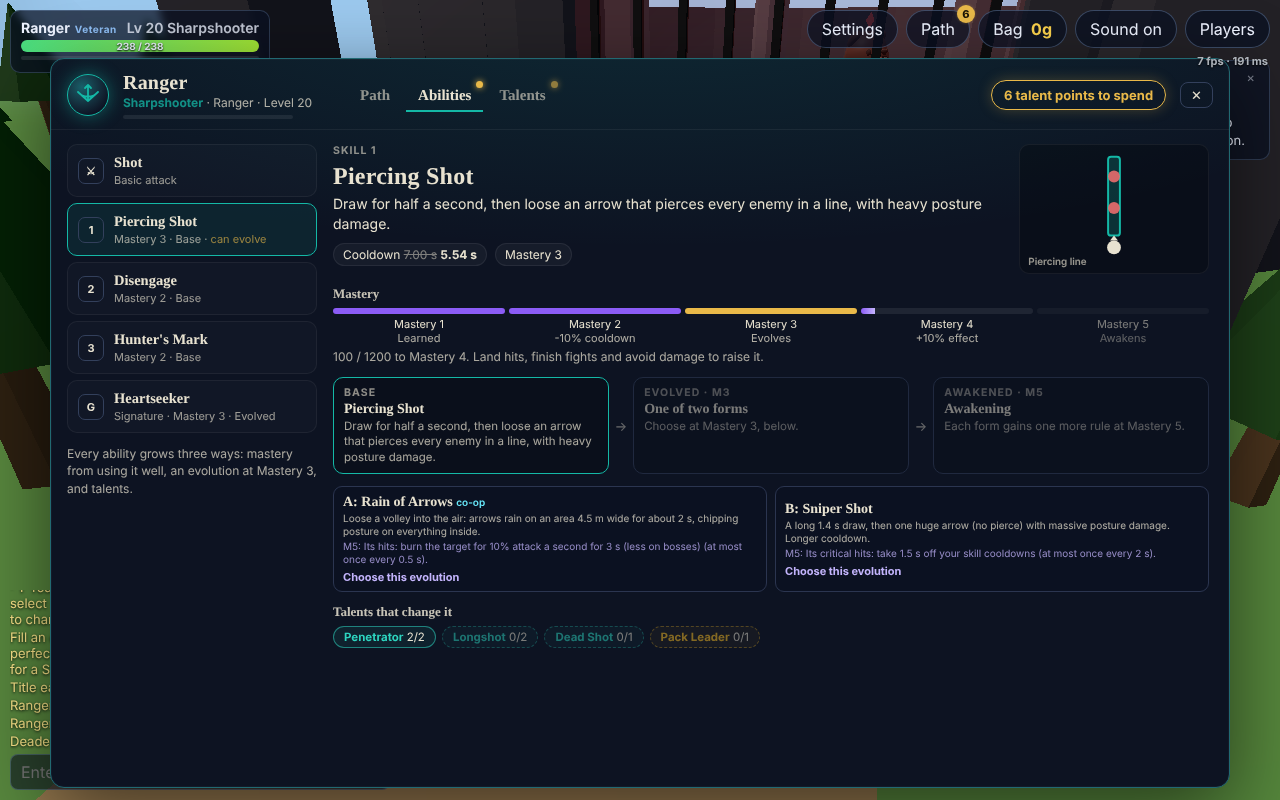 Ranger Veteran Lv 20 Sharpshooter
238 / 238
Settings
Path
6
Bag 0g
Sound on
Players
7 fps · 191 ms
Ranger
Sharpshooter · Ranger · Level 20
Path
Abilities
Talents
6 talent points to spend
×
×
on.
Shot
Basic attack
1
Piercing Shot
Mastery 3 · Base · can evolve
2
Disengage
Mastery 2 · Base
3
Hunter's Mark
Mastery 2 · Base
G
Heartseeker
Signature · Mastery 3 · Evolved
Every ability grows three ways: mastery
from using it well, an evolution at Mastery 3,
and talents.
SKILL 1
Piercing Shot
Draw for half a second, then loose an arrow that pierces every enemy in a line, with heavy posture
damage.
Cooldown 7.00 s 5.54 s
Mastery 3
Piercing line
Mastery
Mastery 1
Learned
Mastery 2
-10% cooldown
Mastery 3
Evolves
Mastery 4
+10% effect
Mastery 5
Awakens
100 / 1200 to Mastery 4. Land hits, finish fights and avoid damage to raise it.
BASE
Piercing Shot
Draw for half a second, then loose an arrow
that pierces every enemy in a line, with heavy
posture damage.
→
EVOLVED · M3
One of two forms
Choose at Mastery 3, below.
→
AWAKENED · M5
Awakening
Each form gains one more rule at Mastery 5.
A: Rain of Arrows co-op
Loose a volley into the air: arrows rain on an area 4.5 m wide for about 2 s, chipping
posture on everything inside.
M5: Its hits: burn the target for 10% attack a second for 3 s (less on bosses) (at most
once every 0.5 s).
Choose this evolution
B: Sniper Shot
A long 1.4 s draw, then one huge arrow (no pierce) with massive posture damage.
Longer cooldown.
M5: Its critical hits: take 1.5 s off your skill cooldowns (at most once every 2 s).
Choose this evolution
Talents that change it
Penetrator 2/2
Longshot 0/2
Dead Shot 0/1
Pack Leader 0/1
select
to char
Fill an
perfec
for a S
Title ea
Range
Range
Deade
Ente